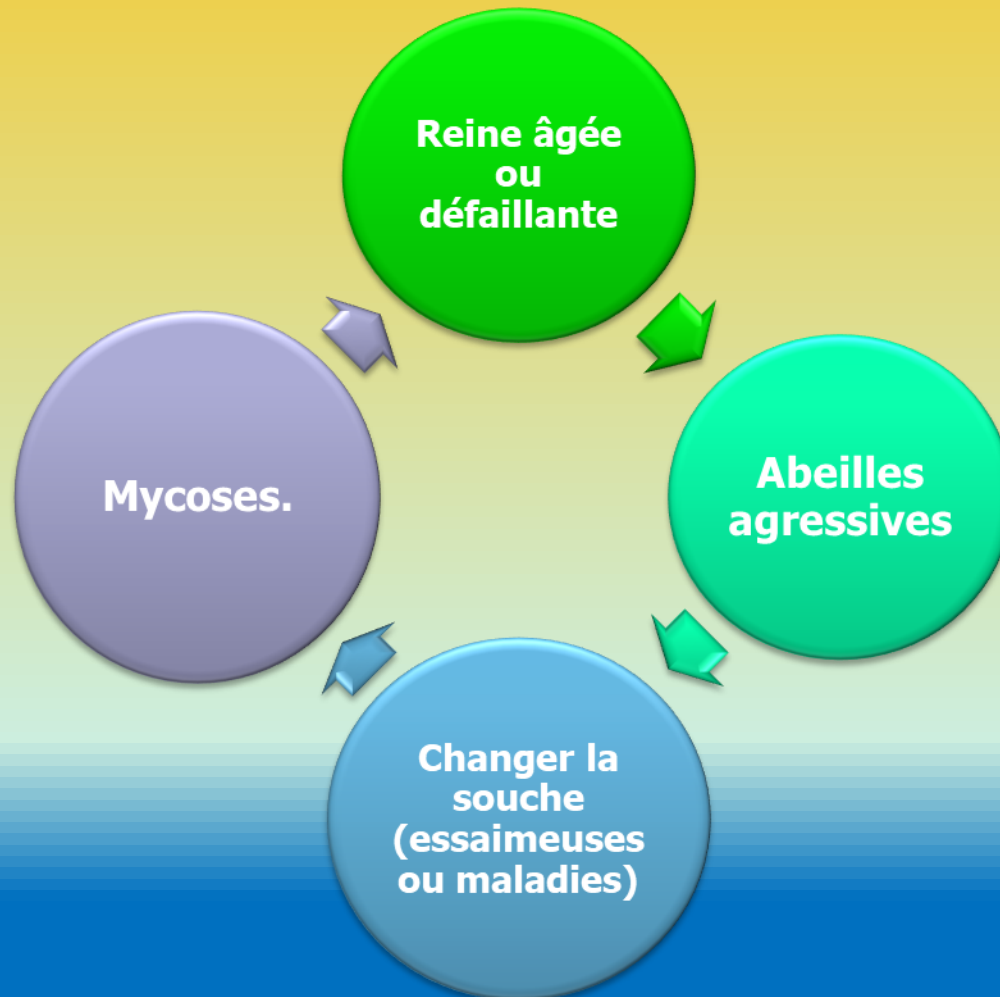 Reine âgée
ou
défaillante
Abeilles
agressives
Changer la
souche
(essaimeuses
ou maladies)
Mycoses.